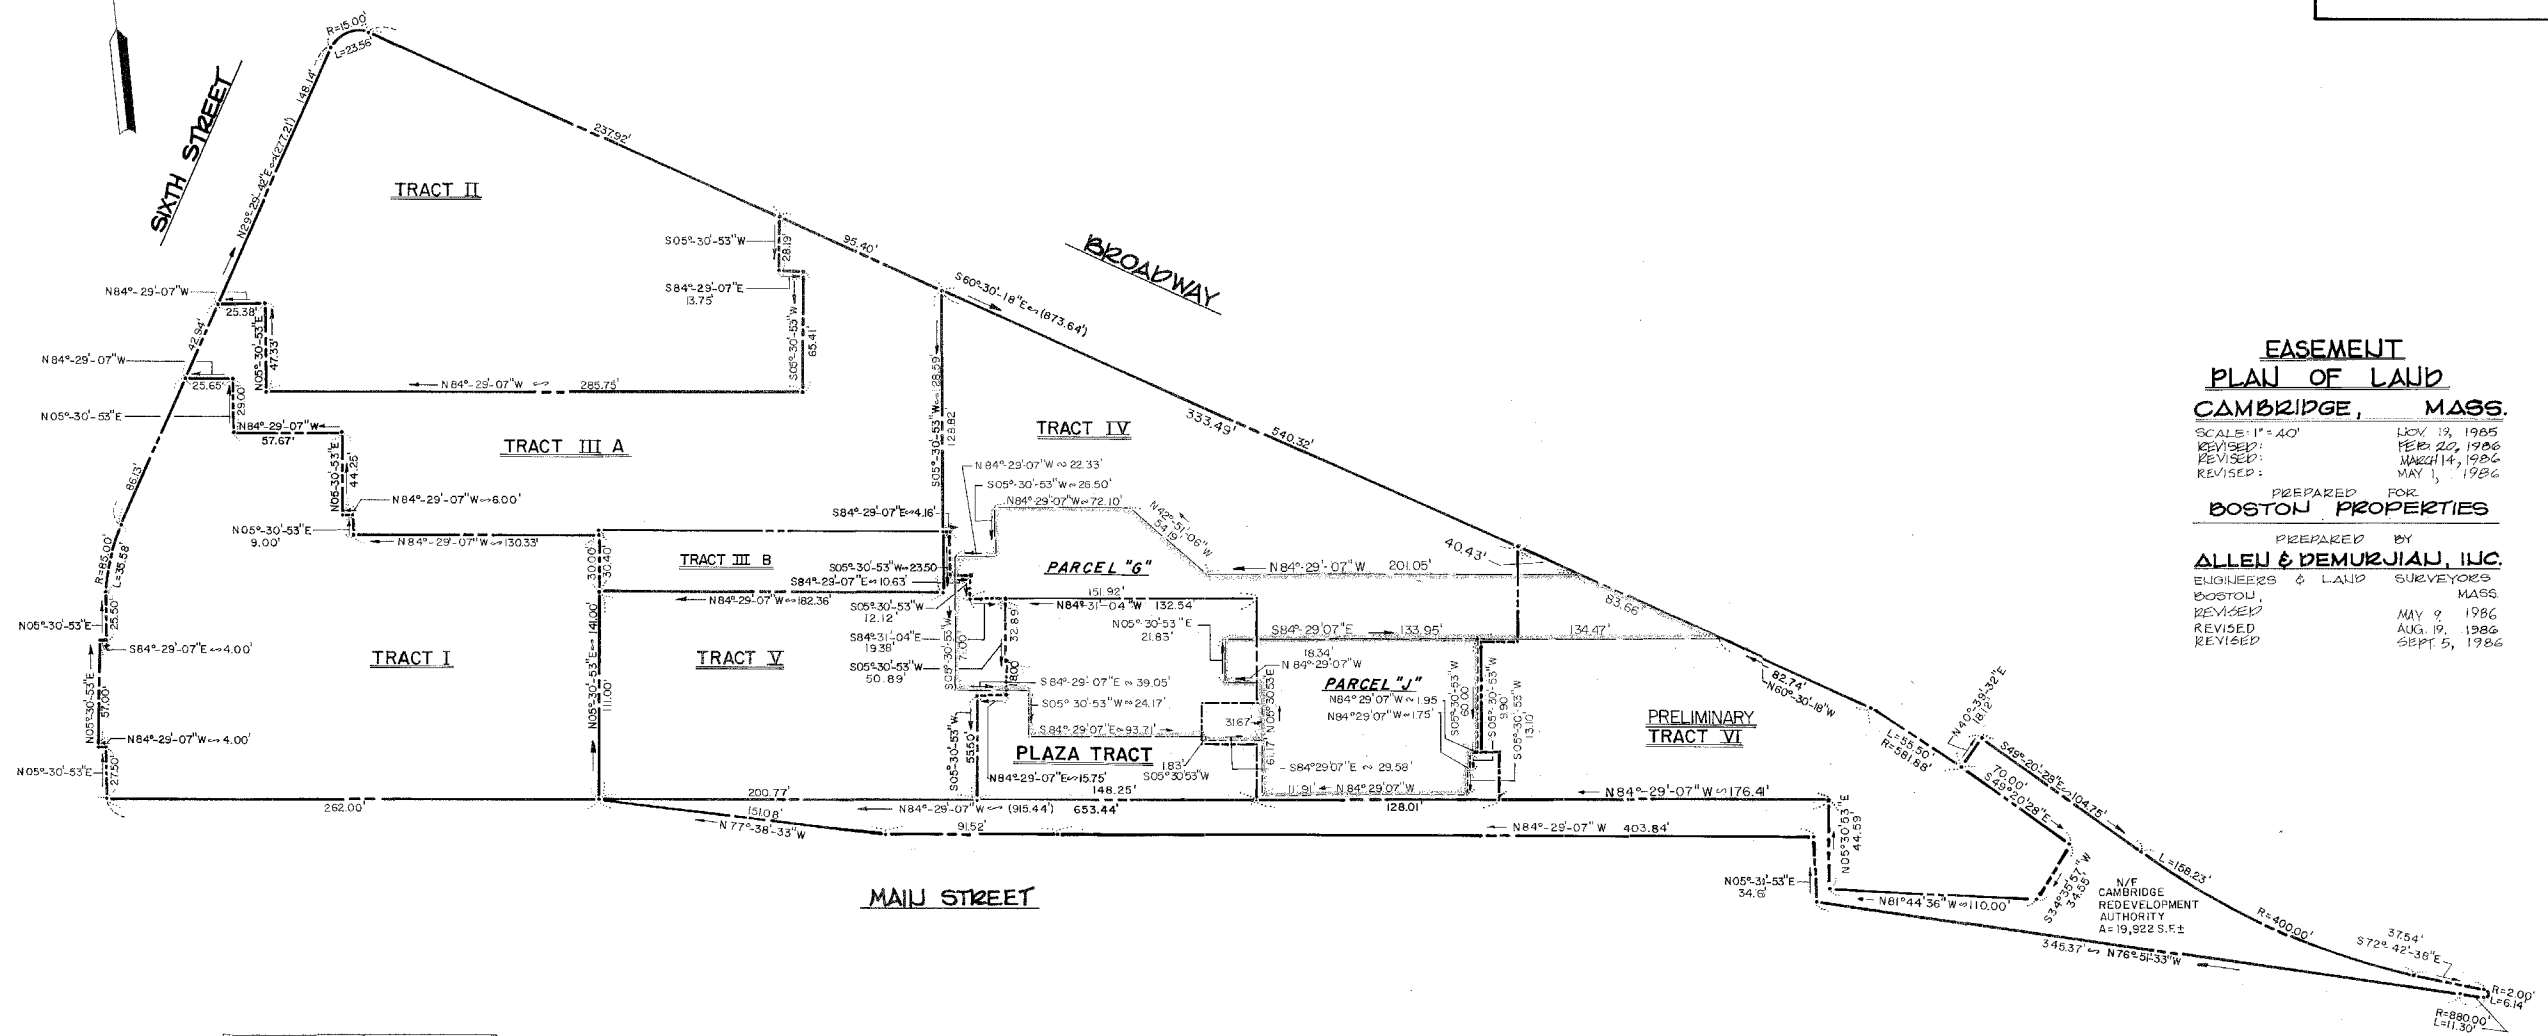 R=15.00'
L=23.56'
148.14'
SIXTH STREET
N29°-29'-42"E (277.21')
237.92'
TRACT II
S05°-30'-53"W
28.19'
S84°-29'-07"E
13.75'
S05°-30'-53"W
65.41'
95.40'
BROADWAY
S60°-30'-18"E (873.64')
N84°-29'-07"W
25.38'
N05°-30'-53"E
47.33'
42.94'
N84°-29'-07"W
25.65'
29.00'
N05°-30'-53"E
N84°-29'-07"W 285.75'
N84°-29'-07"W
57.67'
N05-30'-53"E
44.25'
86.13'
TRACT III A
S05°-30'-53"W 128.59'
128.82'
TRACT IV
333.49'
540.32'
N84°-29'-07"W 6.00'
N05°-30'-53"E
9.00'
N84°-29'-07"W 130.33'
S84°-29'-07"E 4.16'
N84°-29'-07"W 22.33'
S05°-30'-53"W 26.50'
N84°-29'-07"W 72.10'
N42°-51'-06"W
54.19'
40.43'
R=85.00'
L=35.58'
30.00'
30.40'
TRACT III B
S05°-30'-53"W 23.50
S84°-29'-07"E 10.63'
PARCEL "G"
N84°-29'-07"W 201.05'
83.66'
N84°-29'-07"W 182.36'
S05°-30'-53"W
12.12'
151.92'
N84°-31'-04"W 132.54'
N05°-30'-53"E
21.83'
S84°-29'07"E 133.95'
134.47'
25.50'
N05°-30'-53"E
S84°-29'-07"E 4.00'
TRACT I
N05°-30'-53"E 141.00'
111.00'
TRACT V
S84°-31'-04"E
19.38'
S05°-30'-53"W
71.00'
32.89'
S05°-30'-53"W
50.89'
18.00'
S84°-29'-07"E 39.05'
S05°30'-53"W 24.17'
S84°-29'07"E 93.71'
18.34'
N84°-29'-07"W
PARCEL "J"
N84°29'07"W 1.95
N84°29'07"W 1.75'
S05°-30'-53"W
60.00'
S05°-30'-53"W
9.90'
S05°-30'-53"W
13.10'
PRELIMINARY
TRACT VI
82.74'
N60°-30'-18"W
N05°-30'-53"E
57.00'
N84°-29'-07"W 4.00'
N05°-30'-53"E
27.50'
S05°-30'-53"W
55.50'
PLAZA TRACT
31.67'
N05°30'53"E
61.17'
1.83'
S05°30'53"W
S84°29'07"E 29.58'
N84°-29'-07"E 15.75'
148.25'
11.91' N84°29'07"W
262.00'
200.77'
N84°-29'-07"W (915.44') 653.44'
128.01'
N84°-29'-07"W 176.41'
151.08'
N77°-38'-33"W
91.52'
N84°-29'-07"W 403.84'
N05°30'53"E
44.59'
L=55.50'
R=581.88'
N40°-39'-32"E
18.12'
S49°-20'-28"E 104.75'
70.00'
S49°20'28"E
MAIN STREET
N81°44'36"W 110.00'
S34°35'57"W
34.55'
N/F
CAMBRIDGE
REDEVELOPMENT
AUTHORITY
A=19,922 S.F.±
L=158.23'
R=400.00'
37.54'
S72°-42'-38"E
345.37' N76°-51'33"W
R=2.00'
L=6.14'
R=880.00'
L=11.30'
EASEMENT
PLAN OF LAND
CAMBRIDGE, MASS.
SCALE: 1"=40' NOV. 19, 1985
REVISED: FEB. 20, 1986
REVISED: MARCH 14, 1986
REVISED: MAY 1, 1986
PREPARED FOR
BOSTON PROPERTIES
PREPARED BY
ALLEN & DEMURJIAN, INC.
ENGINEERS & LAND SURVEYORS
BOSTON, MASS.
REVISED MAY 9, 1986
REVISED AUG. 19, 1986
REVISED SEPT. 5, 1986